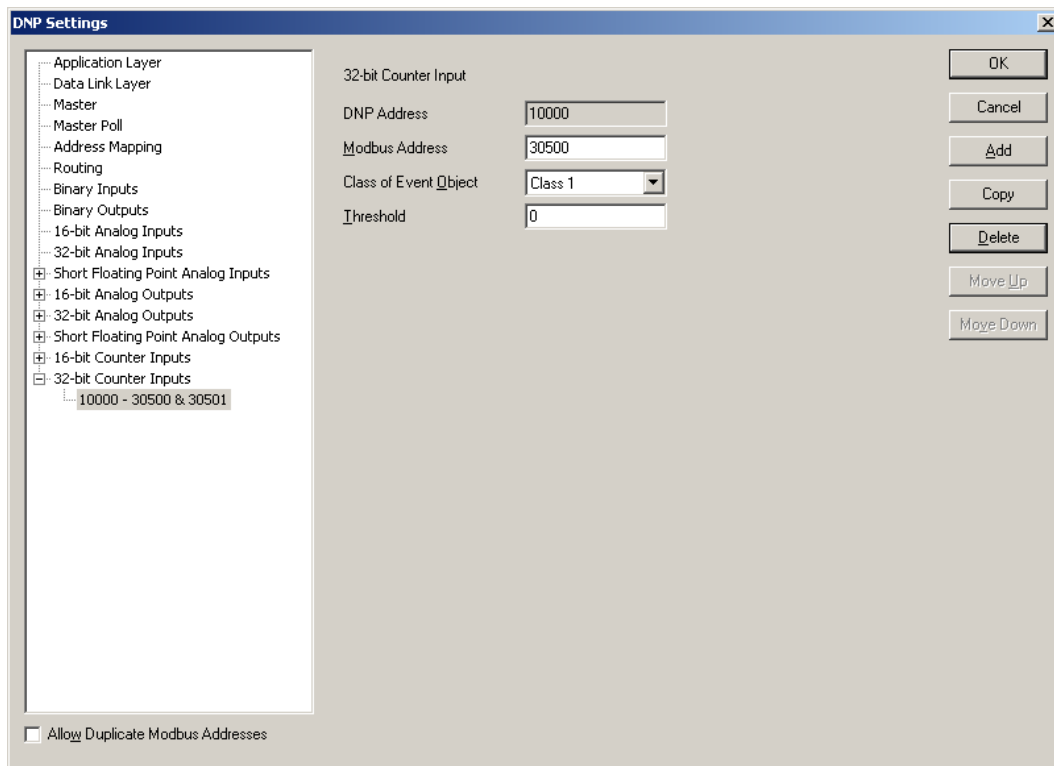 DNP Settings
Application Layer
Data Link Layer
Master
Master Poll
Address Mapping
Routing
Binary Inputs
Binary Outputs
16-bit Analog Inputs
32-bit Analog Inputs
Short Floating Point Analog Inputs
16-bit Analog Outputs
32-bit Analog Outputs
Short Floating Point Analog Outputs
16-bit Counter Inputs
32-bit Counter Inputs
10000 - 30500 & 30501
Allow Duplicate Modbus Addresses
32-bit Counter Input
DNP Address 10000
Modbus Address 30500
Class of Event Object Class 1
Threshold 0
OK
Cancel
Add
Copy
Delete
Move Up
Move Down